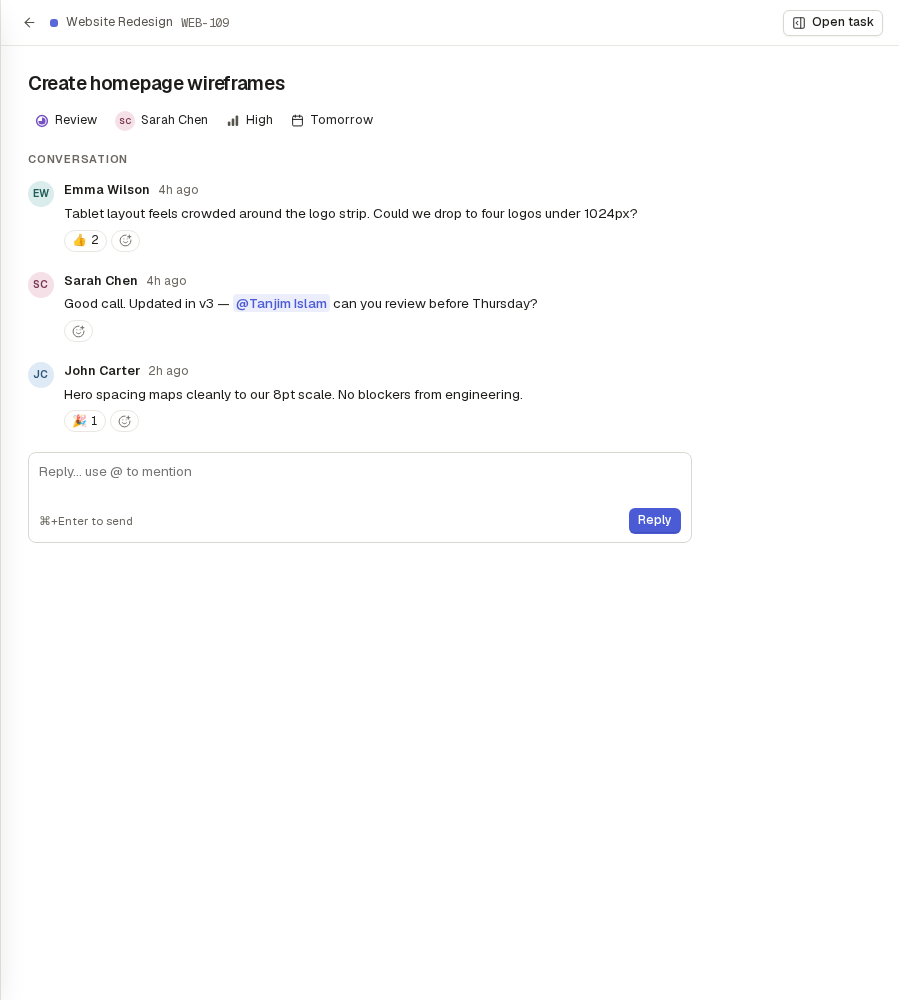 Website Redesign WEB-109 Open task
Create homepage wireframes
Review SC Sarah Chen High Tomorrow
CONVERSATION
EW Emma Wilson 4h ago
Tablet layout feels crowded around the logo strip. Could we drop to four logos under 1024px?
👍 2
SC Sarah Chen 4h ago
Good call. Updated in v3 — @Tanjim Islam can you review before Thursday?
JC John Carter 2h ago
Hero spacing maps cleanly to our 8pt scale. No blockers from engineering.
🎉 1
Reply... use @ to mention
⌘+Enter to send Reply